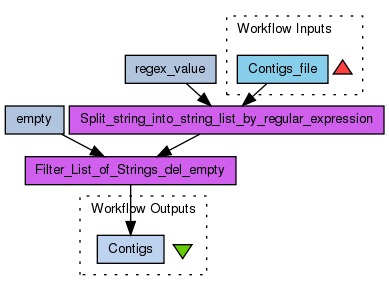 Workflow Inputs
regex_value
Contigs_file
empty
Split_string_into_string_list_by_regular_expression
Filter_List_of_Strings_del_empty
Workflow Outputs
Contigs